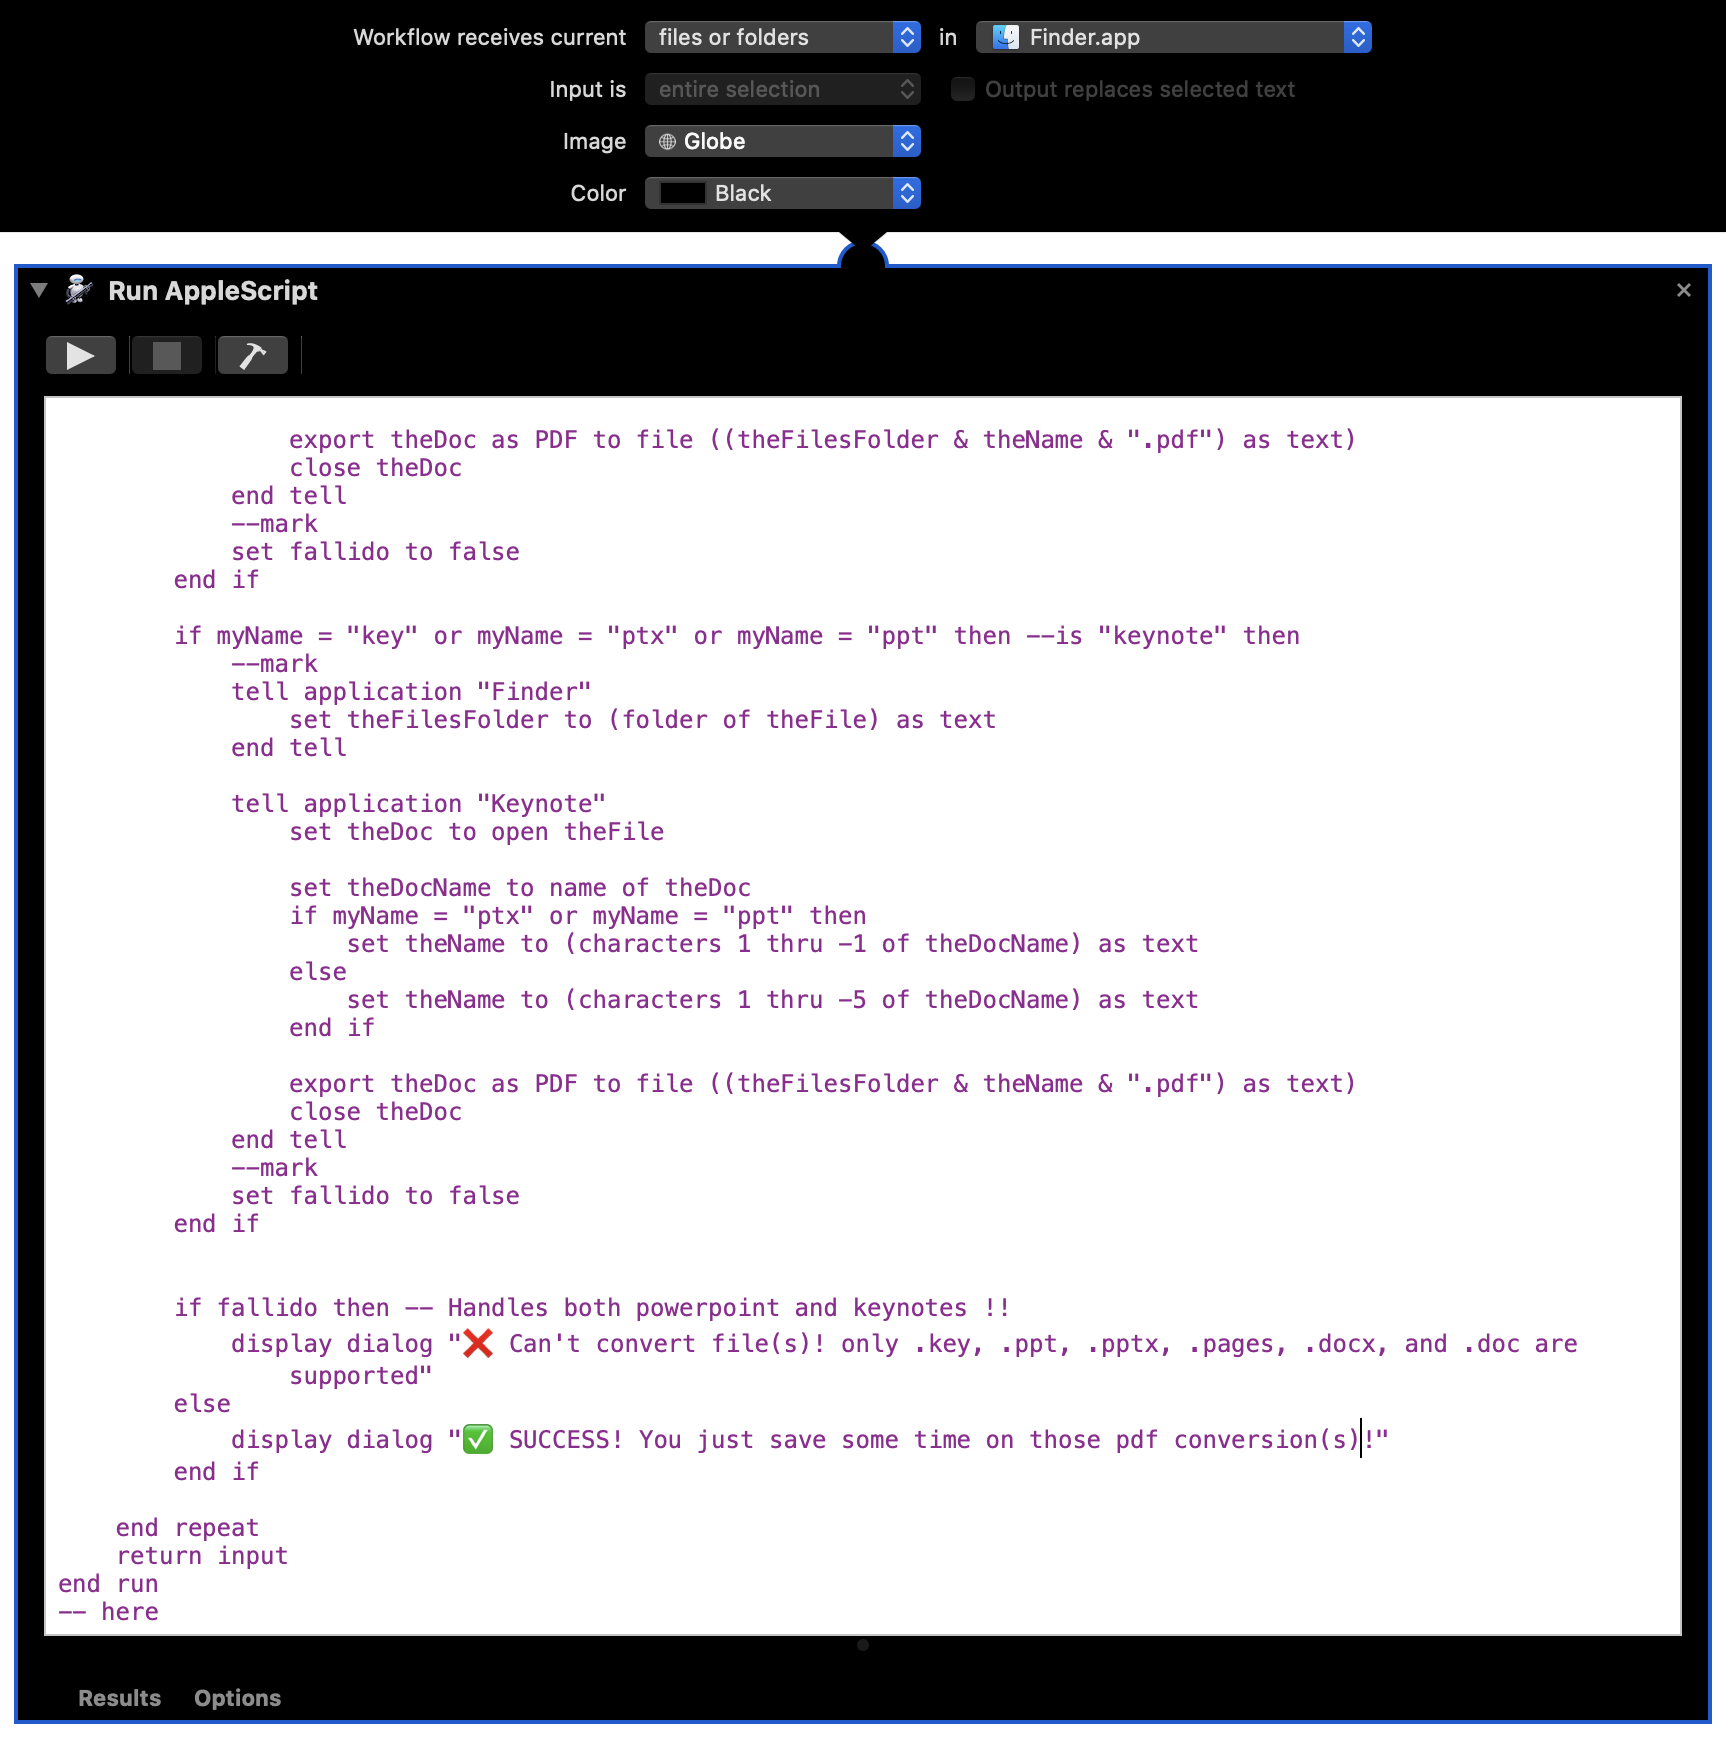 Workflow receives current files or folders in Finder.app
Input is entire selection Output replaces selected text
Image Globe
Color Black
Run AppleScript
export theDoc as PDF to file ((theFilesFolder & theName & ".pdf") as text)
close theDoc
end tell
--mark
set fallido to false
end if
if myName = "key" or myName = "ptx" or myName = "ppt" then --is "keynote" then
--mark
tell application "Finder"
set theFilesFolder to (folder of theFile) as text
end tell
tell application "Keynote"
set theDoc to open theFile
set theDocName to name of theDoc
if myName = "ptx" or myName = "ppt" then
set theName to (characters 1 thru -1 of theDocName) as text
else
set theName to (characters 1 thru -5 of theDocName) as text
end if
export theDoc as PDF to file ((theFilesFolder & theName & ".pdf") as text)
close theDoc
end tell
--mark
set fallido to false
end if
if fallido then -- Handles both powerpoint and keynotes !!
display dialog "❌ Can't convert file(s)! only .key, .ppt, .pptx, .pages, .docx, and .doc are
supported"
else
display dialog "✅ SUCCESS! You just save some time on those pdf conversion(s)!"
end if
end repeat
return input
end run
-- here
Results Options